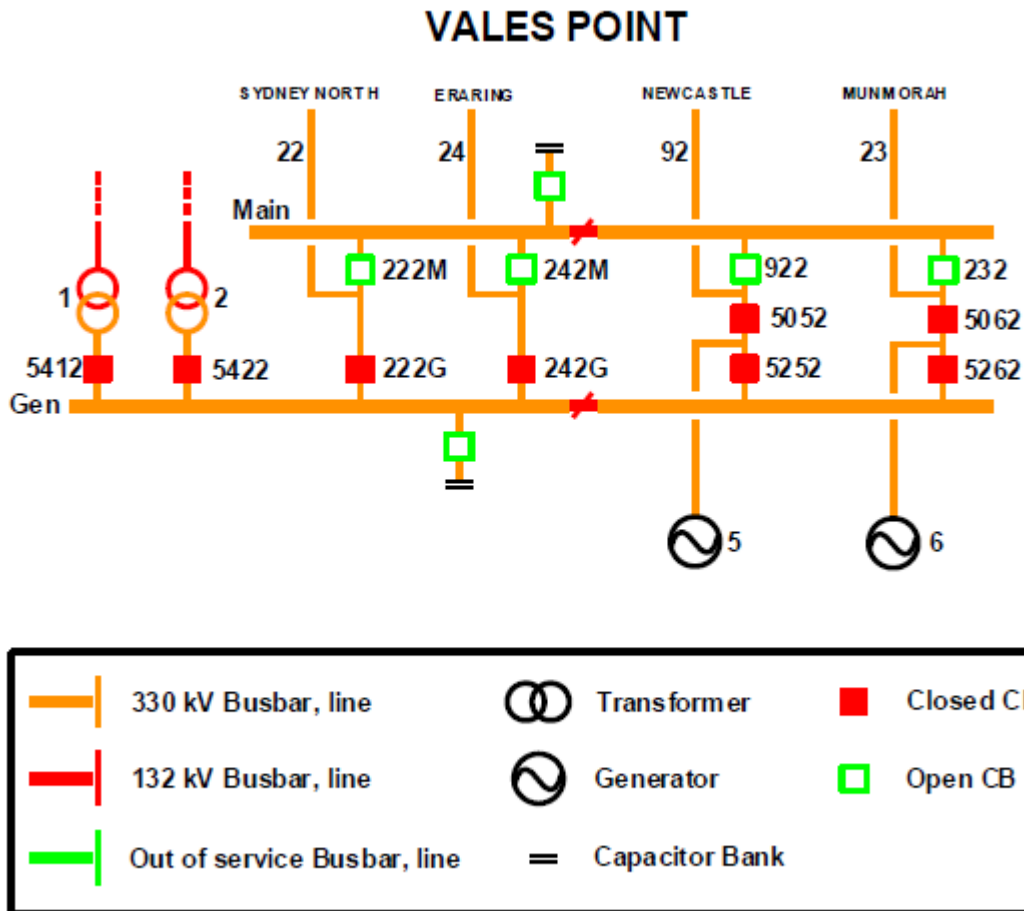 VALES POINT
SYDNEY NORTH ERARING NEWCASTLE MUNMORAH
22 24 92 23
Main
222M 242M 922 232
1 2
5052 5062
5412 5422 222G 242G 5252 5262
Gen
5 6
330 kV Busbar, line Transformer Closed
132 kV Busbar, line Generator Open CB
Out of service Busbar, line Capacitor Bank